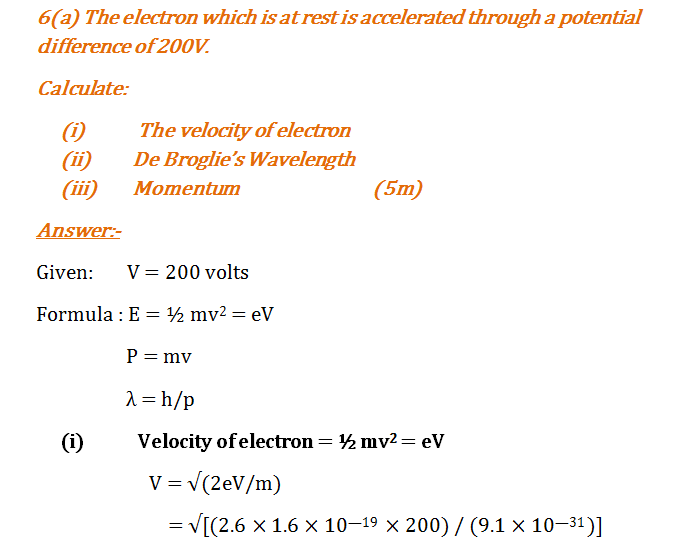 6(a) The electron which is at rest is accelerated through a potential
difference of 200V.
Calculate:
(i) The velocity of electron
(ii) De Broglie's Wavelength
(iii) Momentum (5m)
Answer:-
Given: V = 200 volts
Formula : E = ½ mv² = eV
P = mv
λ = h/p
(i) Velocity of electron = ½ mv² = eV
V = √(2eV/m)
= √[(2.6 × 1.6 × 10⁻¹⁹ × 200) / (9.1 × 10⁻³¹)]